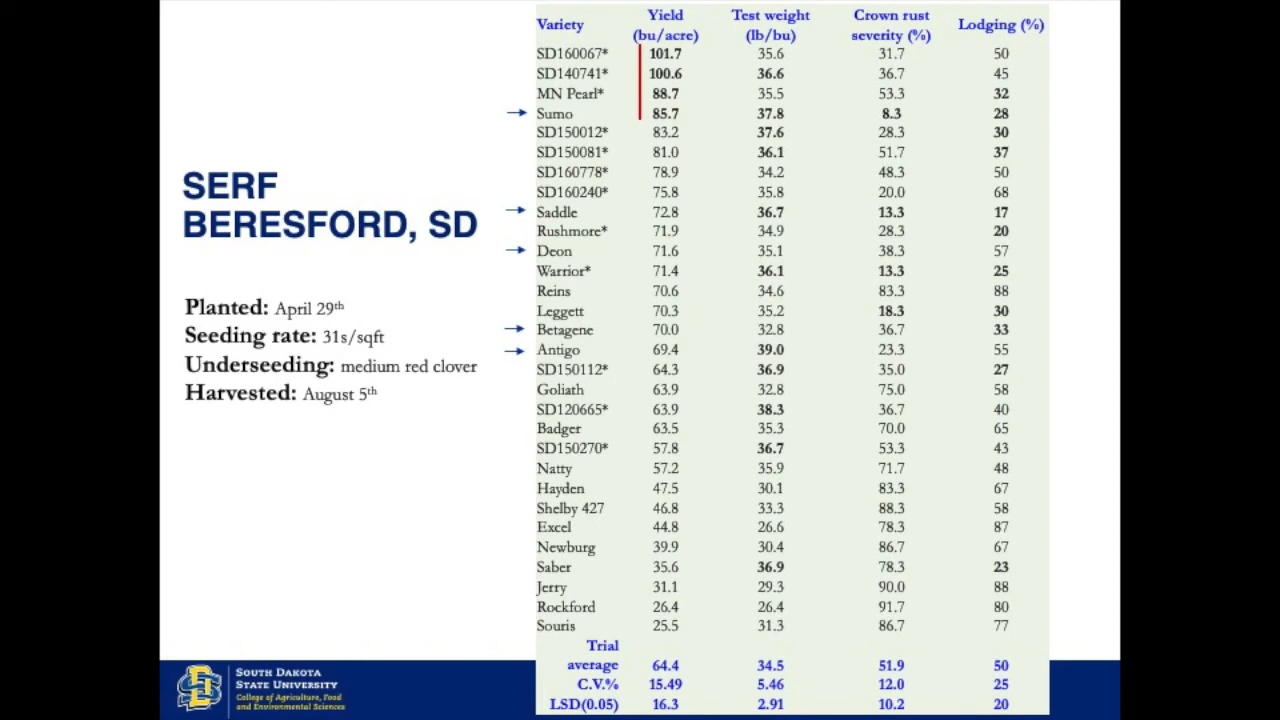 SERF
BERESFORD, SD
Planted: April 29th
Seeding rate: 31s/sqft
Underseeding: medium red clover
Harvested: August 5th
Variety Yield (bu/acre) Test weight (lb/bu) Crown rust severity (%) Lodging (%)
SD160067* 101.7 35.6 31.7 50
SD140741* 100.6 36.6 36.7 45
MN Pearl* 88.7 35.5 53.3 32
Sumo 85.7 37.8 8.3 28
SD150012* 83.2 37.6 28.3 30
SD150081* 81.0 36.1 51.7 37
SD160778* 78.9 34.2 48.3 50
SD160240* 75.8 35.8 20.0 68
Saddle 72.8 36.7 13.3 17
Rushmore* 71.9 34.9 28.3 20
Deon 71.6 35.1 38.3 57
Warrior* 71.4 36.1 13.3 25
Reins 70.6 34.6 83.3 88
Leggett 70.3 35.2 18.3 30
Betagene 70.0 32.8 36.7 33
Antigo 69.4 39.0 23.3 55
SD150112* 64.3 36.9 35.0 27
Goliath 63.9 32.8 75.0 58
SD120665* 63.9 38.3 36.7 40
Badger 63.5 35.3 70.0 65
SD150270* 57.8 36.7 53.3 43
Natty 57.2 35.9 71.7 48
Hayden 47.5 30.1 83.3 67
Shelby 427 46.8 33.3 88.3 58
Excel 44.8 26.6 78.3 87
Newburg 39.9 30.4 86.7 67
Saber 35.6 36.9 78.3 23
Jerry 31.1 29.3 90.0 88
Rockford 26.4 26.4 91.7 80
Souris 25.5 31.3 86.7 77
Trial
average 64.4 34.5 51.9 50
C.V.% 15.49 5.46 12.0 25
LSD(0.05) 16.3 2.91 10.2 20
SOUTH DAKOTA
STATE UNIVERSITY
College of Agriculture, Food
and Environmental Sciences